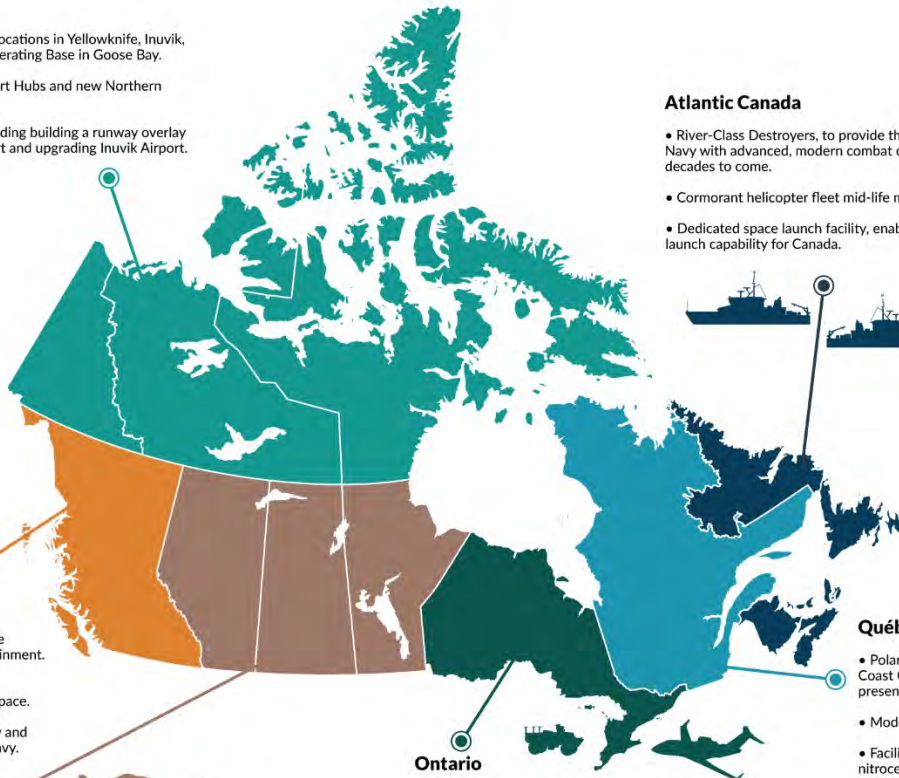 ocations in Yellowknife, Inuvik,
erating Base in Goose Bay.
rt Hubs and new Northern
ding building a runway overlay
t and upgrading Inuvik Airport.
Atlantic Canada
• River-Class Destroyers, to provide th
Navy with advanced, modern combat c
decades to come.
• Cormorant helicopter fleet mid-life m
• Dedicated space launch facility, enab
launch capability for Canada.
e
inment.
pace.
y and
avy.
Ontario
Québ
• Polar
Coast
presen
• Mod
• Facili
nitroce